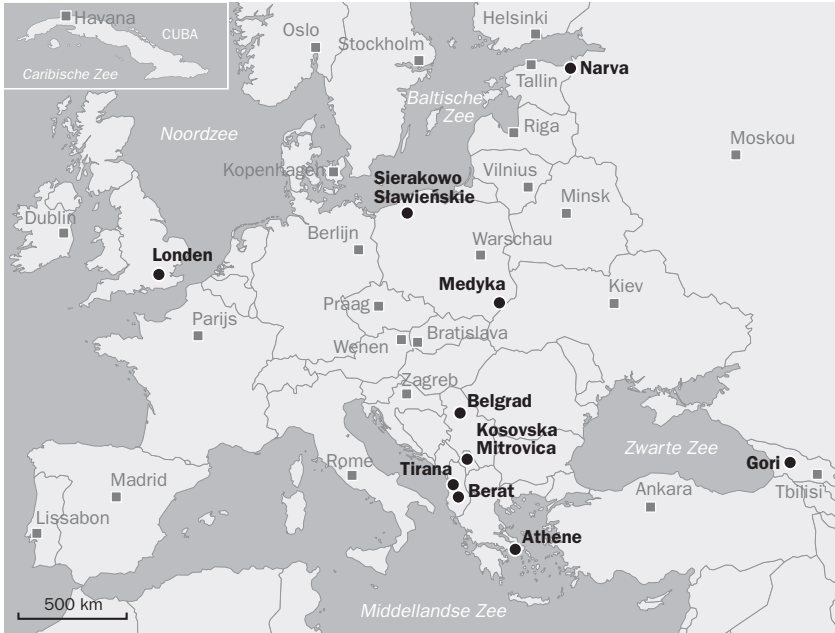 Havana
CUBA
Caribische Zee
Oslo
Stockholm
Helsinki
Tallin
Narva
Baltische
Zee
Noordzee
Riga
Moskou
Kopenhagen
Sierakowo
Sławieńskie
Vilnius
Minsk
Dublin
Berlijn
Warschau
Londen
Medyka
Kiev
Praag
Parijs
Bratislava
Wenen
Zagreb
Belgrad
Kosovska
Mitrovica
Zwarte Zee
Rome
Tirana
Gori
Madrid
Berat
Ankara
Tbilisi
Lissabon
Athene
500 km
Middellandse Zee